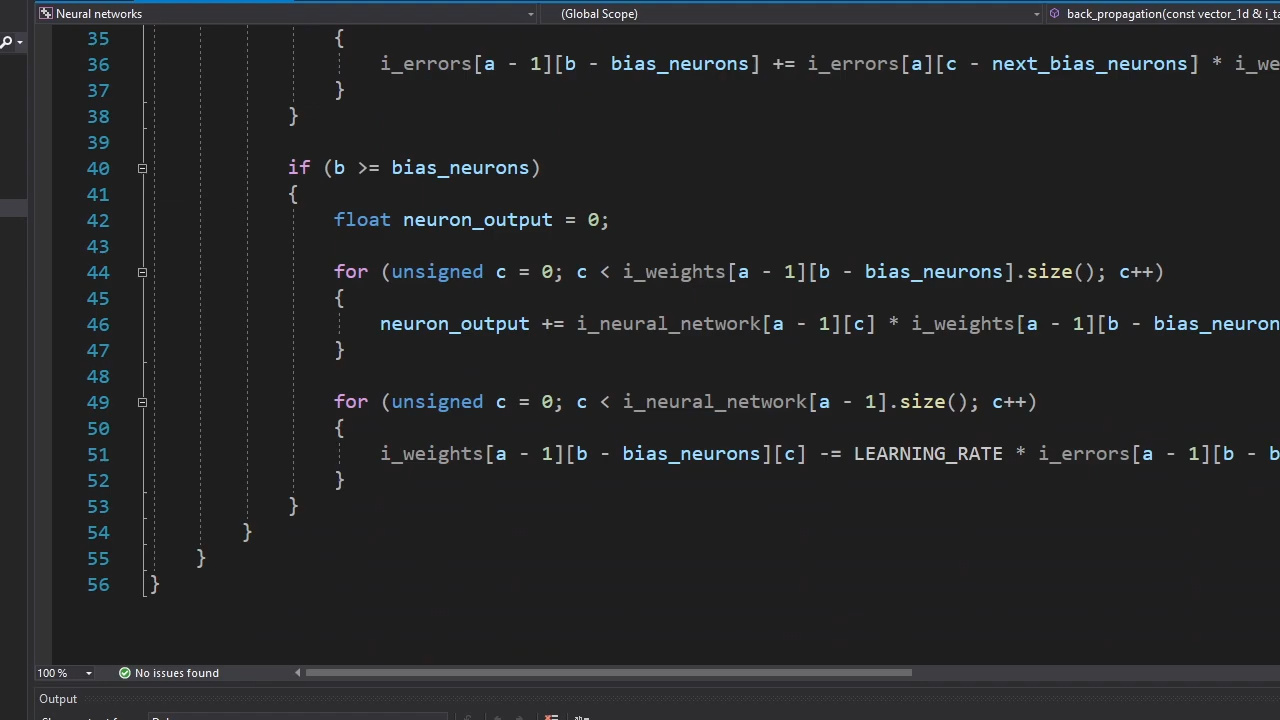 Neural networks (Global Scope) back_propagation(const vector_1d & i_ta
35 {
36 i_errors[a - 1][b - bias_neurons] += i_errors[a][c - next_bias_neurons] * i_we
37 }
38 }
39
40 if (b >= bias_neurons)
41 {
42 float neuron_output = 0;
43
44 for (unsigned c = 0; c < i_weights[a - 1][b - bias_neurons].size(); c++)
45 {
46 neuron_output += i_neural_network[a - 1][c] * i_weights[a - 1][b - bias_neuron
47 }
48
49 for (unsigned c = 0; c < i_neural_network[a - 1].size(); c++)
50 {
51 i_weights[a - 1][b - bias_neurons][c] -= LEARNING_RATE * i_errors[a - 1][b - b
52 }
53 }
54 }
55 }
56 }
100 % No issues found
Output